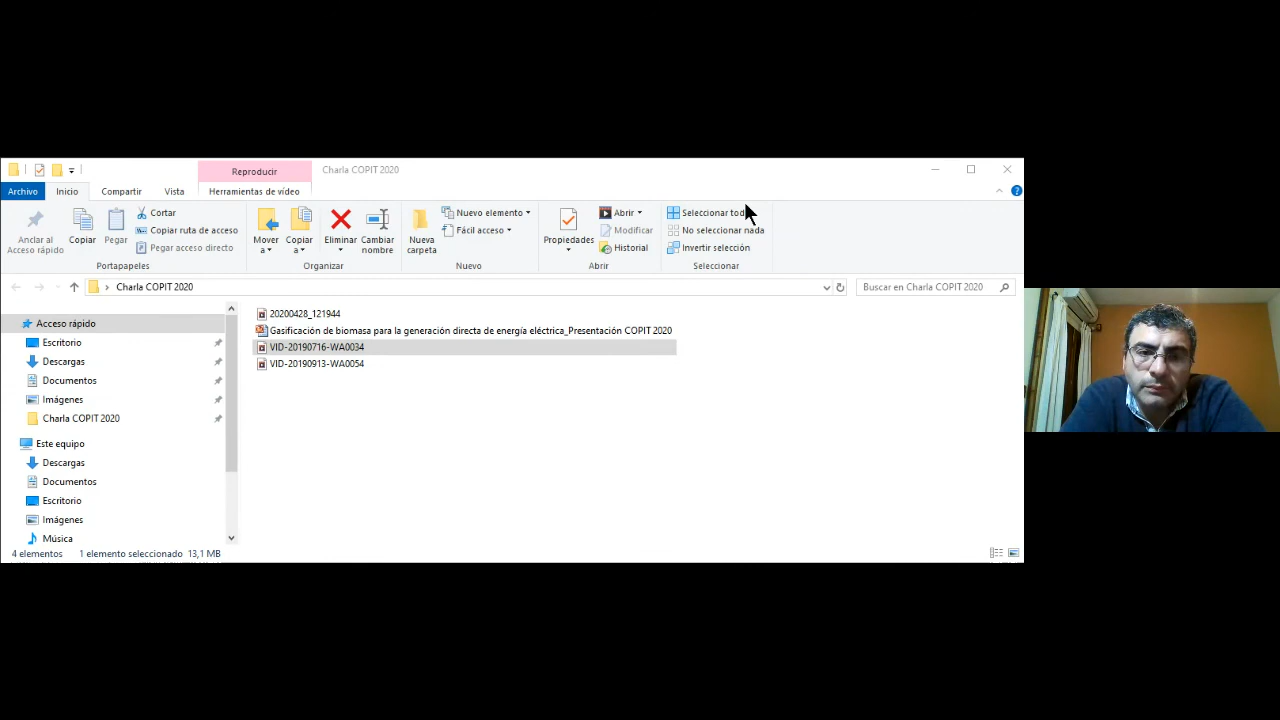 Reproducir
Charla COPIT 2020
Archivo
Inicio
Compartir
Vista
Herramientas de vídeo
Anclar al
Acceso rápido
Copiar
Pegar
Cortar
Copiar ruta de acceso
Pegar acceso directo
Portapapeles
Mover
a
Copiar
a
Eliminar
Cambiar
nombre
Organizar
Nueva
carpeta
Nuevo elemento
Fácil acceso
Nuevo
Propiedades
Abrir
Modificar
Historial
Abrir
Seleccionar
No seleccionar nada
Invertir selección
Seleccionar
Charla COPIT 2020
Buscar en Charla COPIT 2020
Acceso rápido
Escritorio
Descargas
Documentos
Imágenes
Charla COPIT 2020
Este equipo
Descargas
Documentos
Escritorio
Imágenes
Música
20200428_121944
Gasificación de biomasa para la generación directa de energía eléctrica_Presentación COPIT 2020
VID-20190716-WA0034
VID-20190913-WA0054
4 elementos
1 elemento seleccionado 13,1 MB